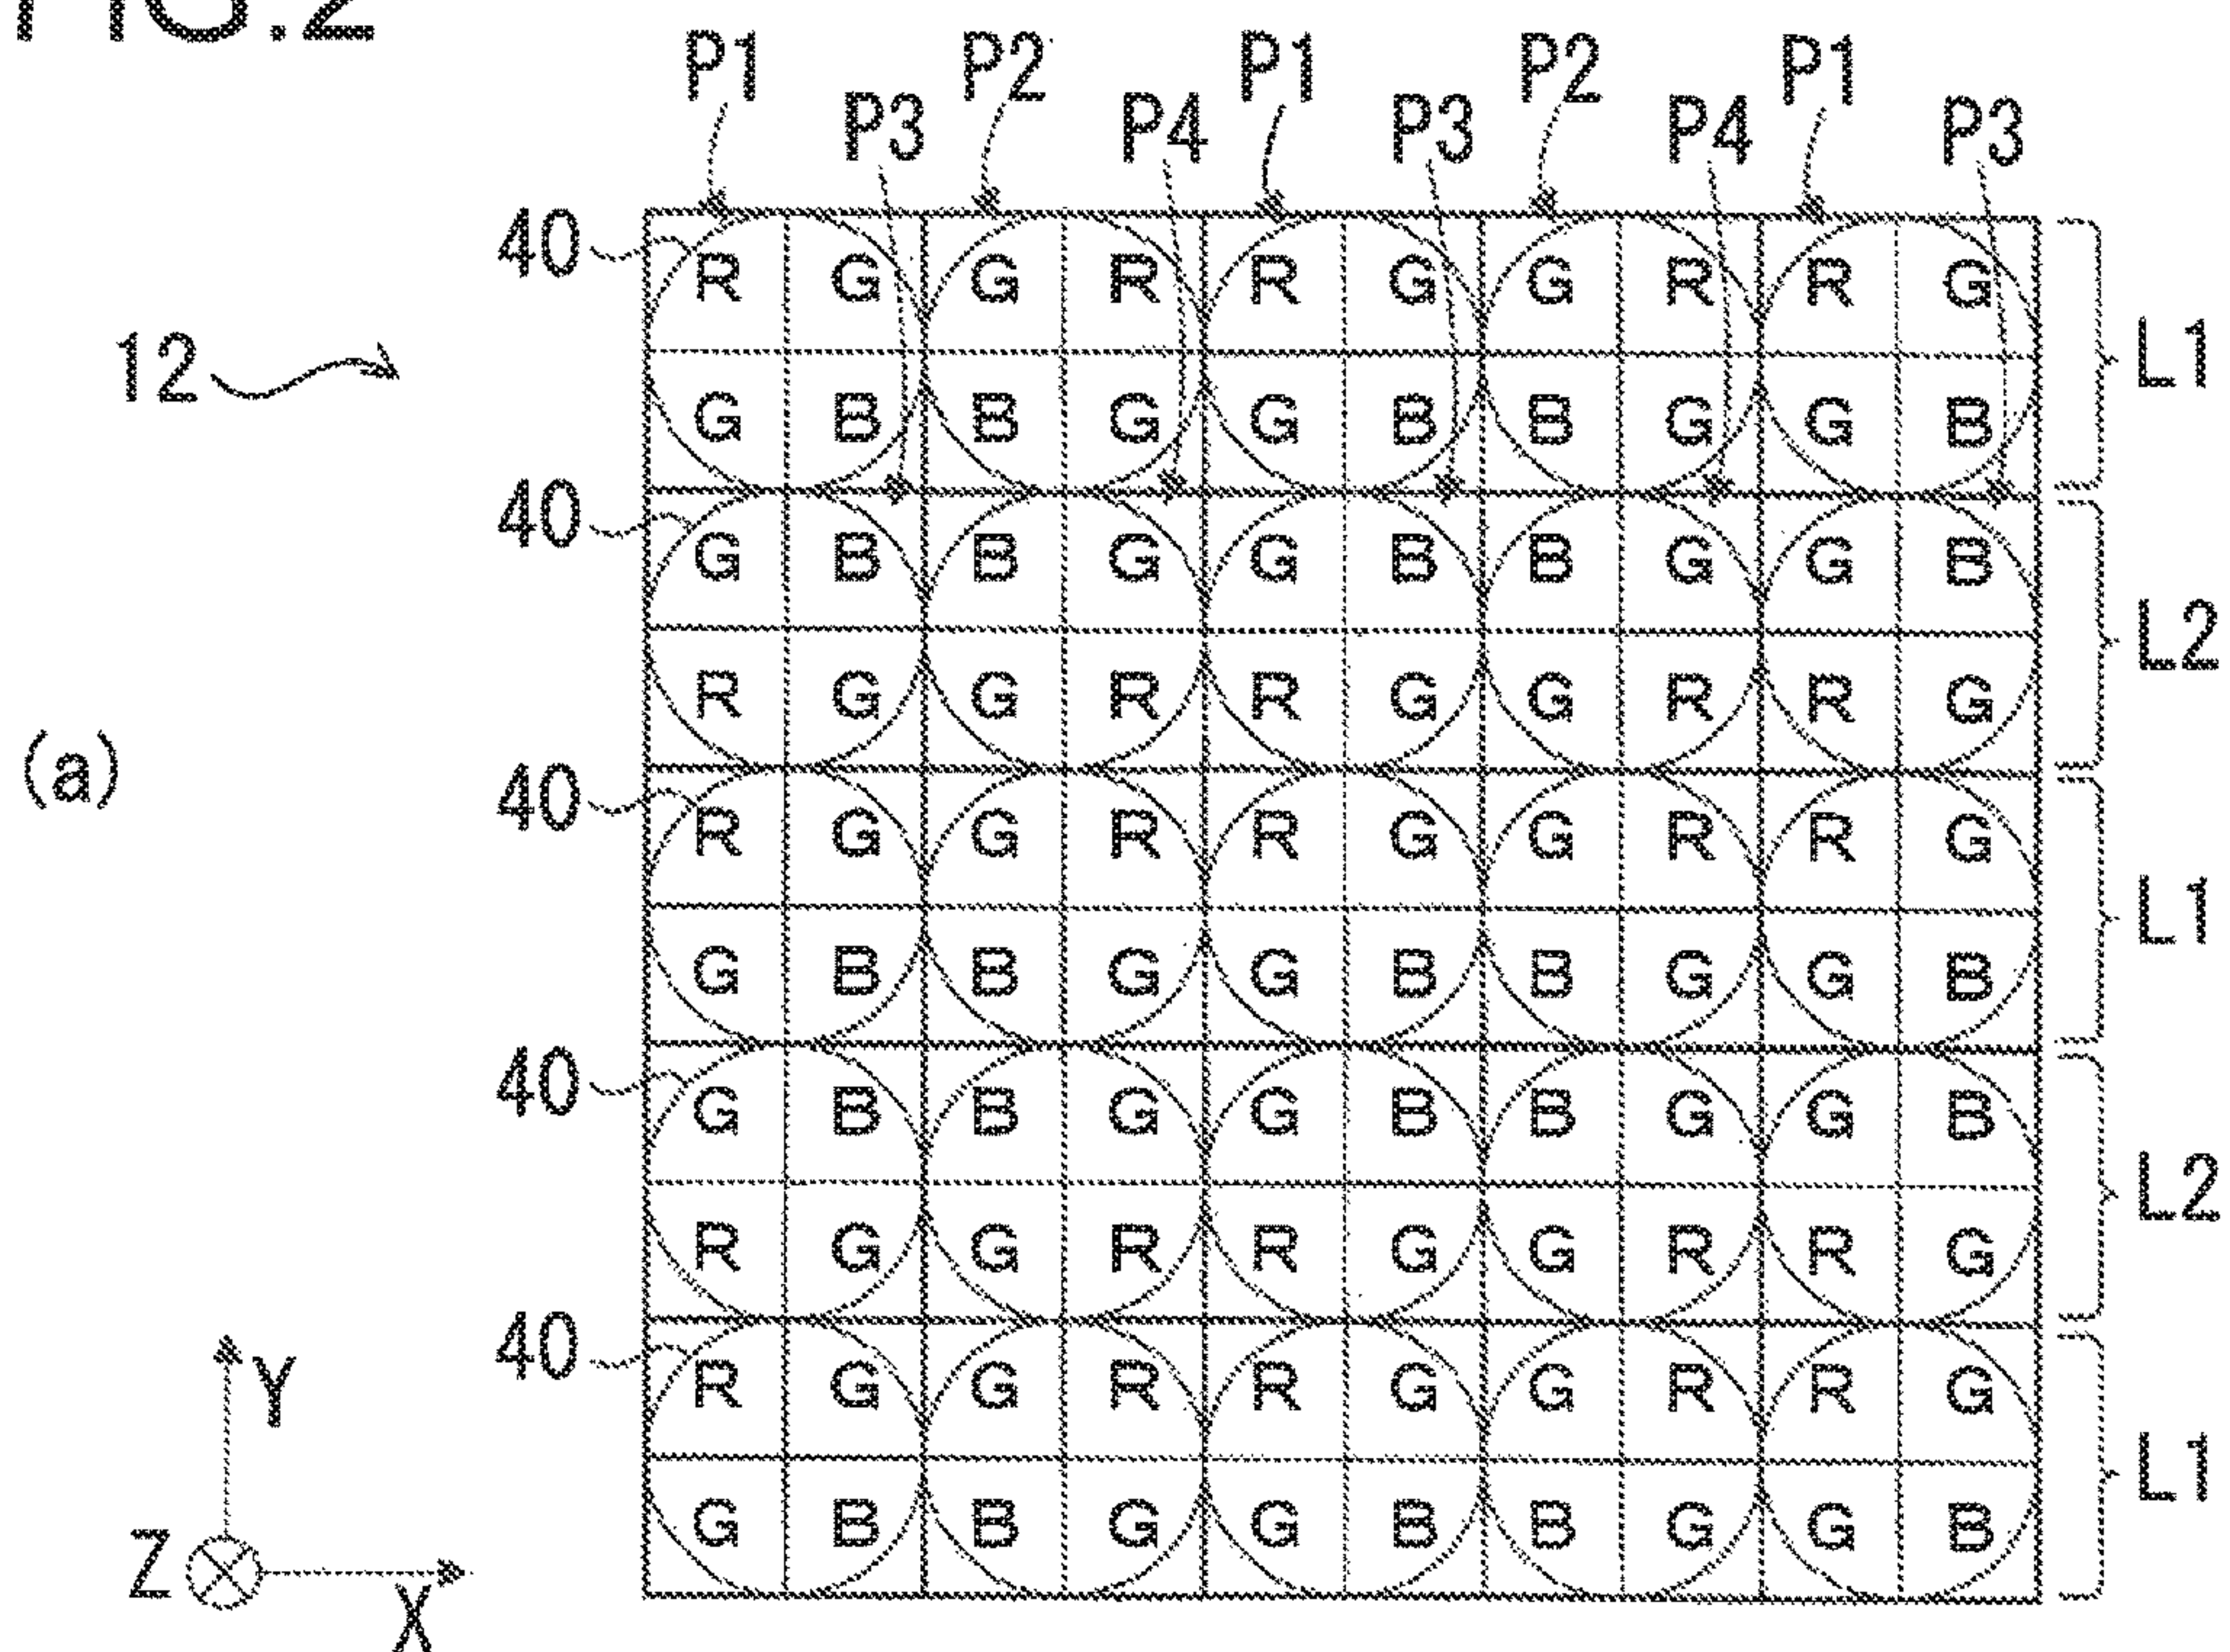 FIG.2
P1 P2 P1 P2 P1
P3 P4 P3 P4 P3
40 R G G R R G G R R G
12 G B B G G B B G G B L1
40 G B B G G B B G G B
R G G R R G G R R G L2
(a)
40 R G G R R G G R R G
G B B G G B B G G B L1
40 G B B G G B B G G B
R G G R R G G R R G L2
40 R G G R R G G R R G
Y
G B B G G B B G G B L1
Z
X